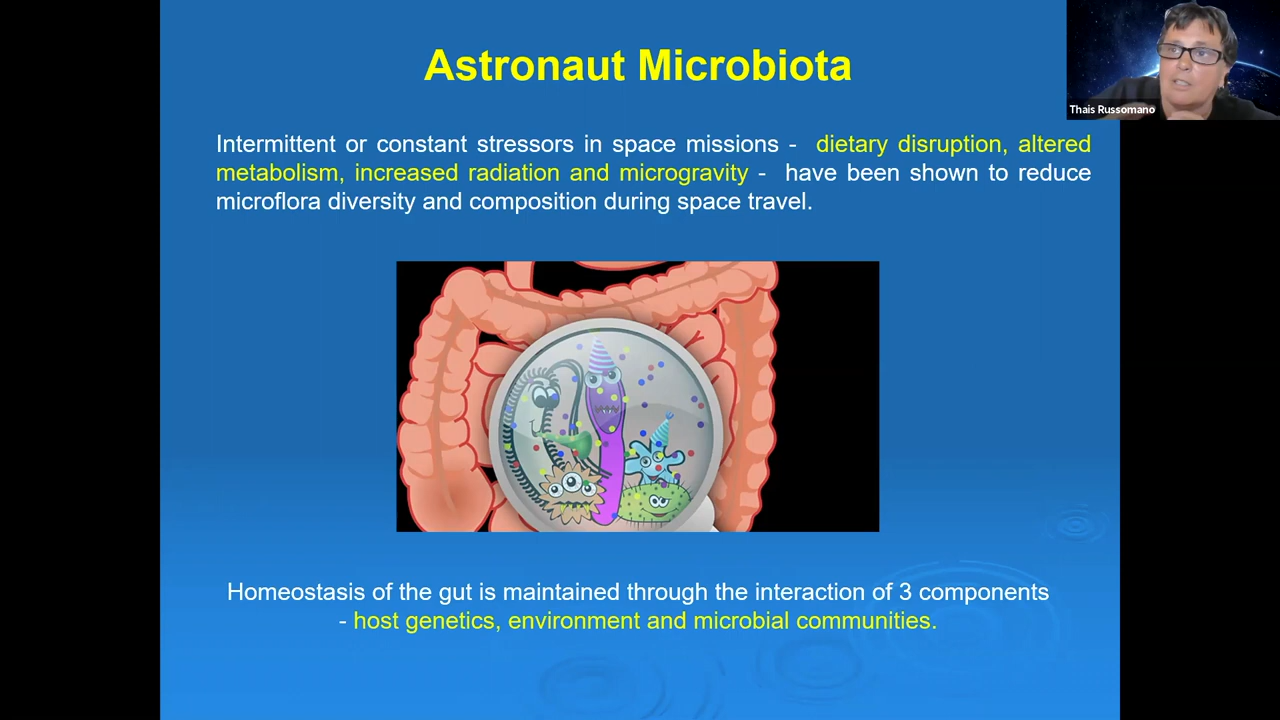 Astronaut Microbiota
Thais Russomano
Intermittent or constant stressors in space missions - dietary disruption, altered
metabolism, increased radiation and microgravity - have been shown to reduce
microflora diversity and composition during space travel.
Homeostasis of the gut is maintained through the interaction of 3 components
- host genetics, environment and microbial communities.